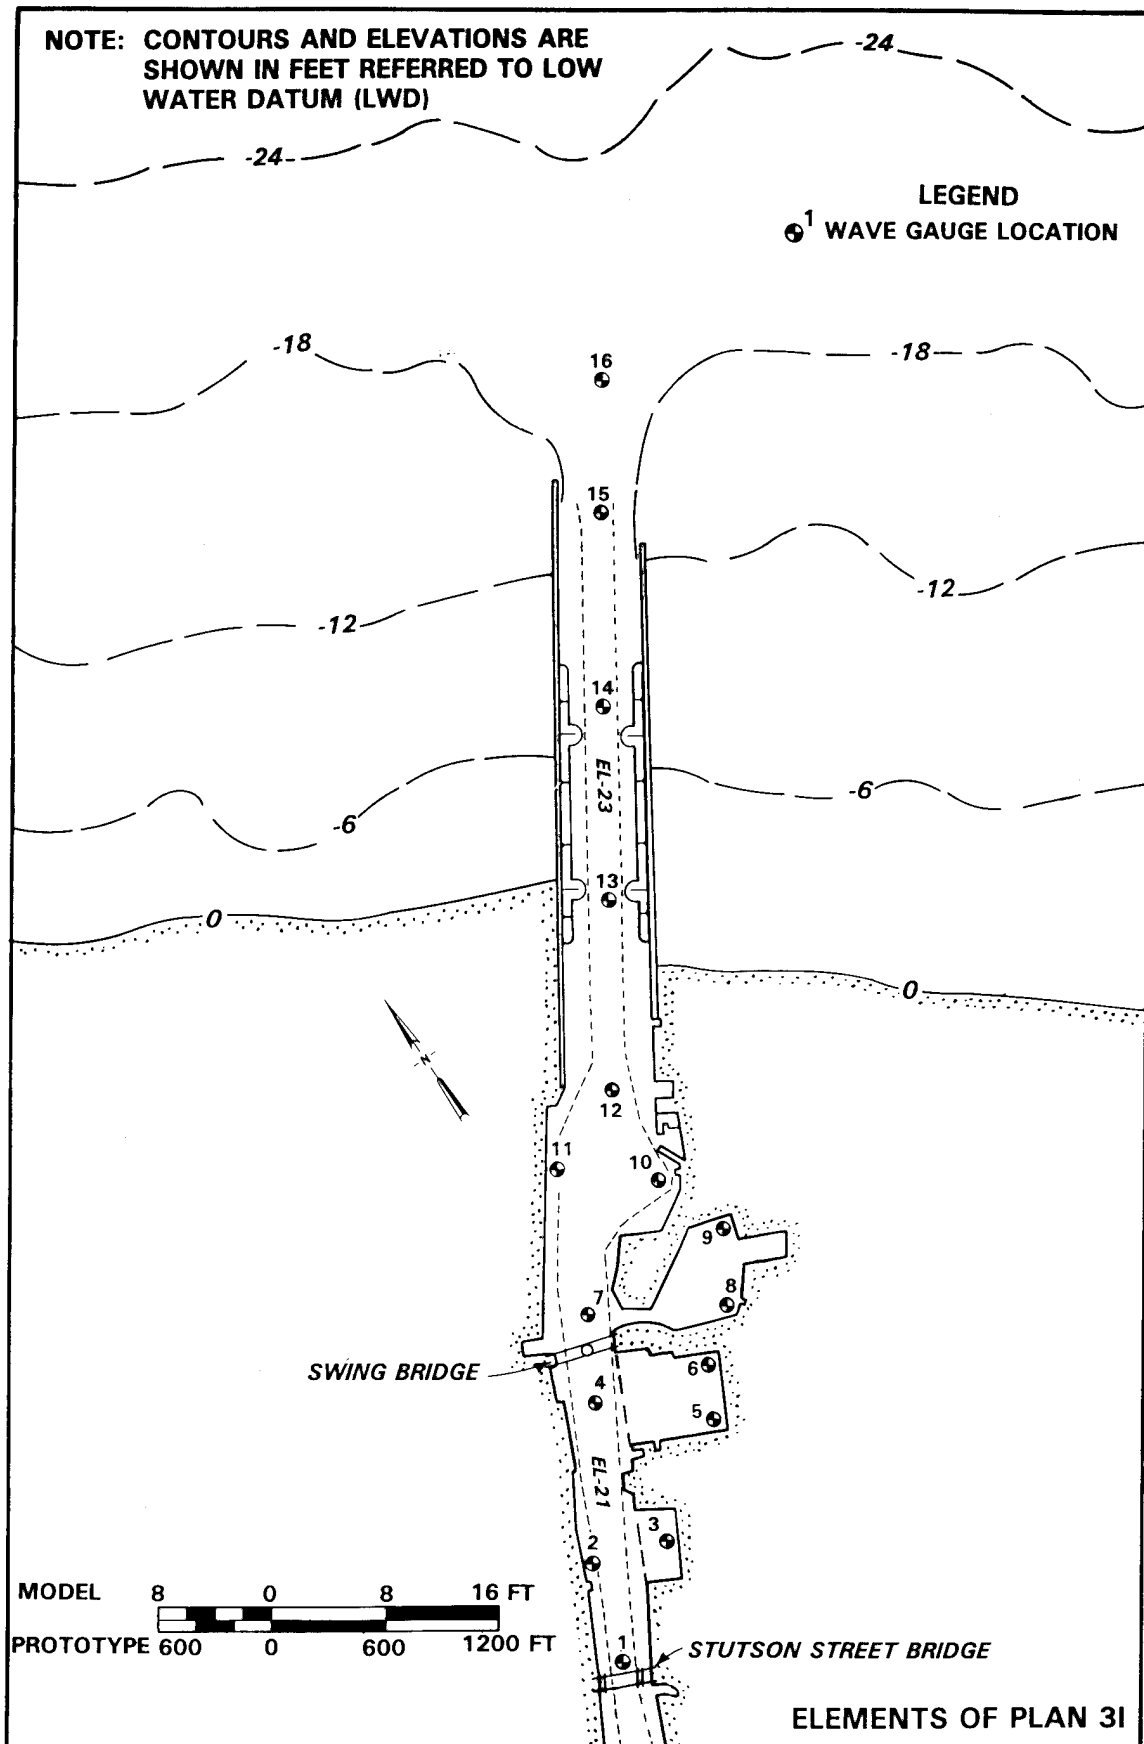 NOTE: CONTOURS AND ELEVATIONS ARE
SHOWN IN FEET REFERRED TO LOW
WATER DATUM (LWD)
-24
-24
LEGEND
1 WAVE GAUGE LOCATION
-18
-18
16
15
-12
-12
14
EL-23
-6
-6
13
0
0
N
12
11
10
9
8
7
SWING BRIDGE
6
4
5
EL-21
3
2
MODEL 8 0 8 16 FT
PROTOTYPE 600 0 600 1200 FT
1
STUTSON STREET BRIDGE
ELEMENTS OF PLAN 3I